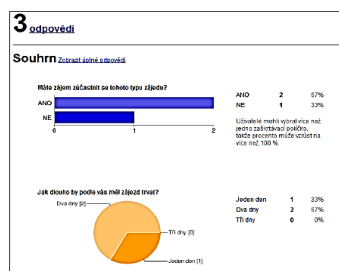 3 odpovědi
Souhrn Zobrazit úplné odpovědi
Máte zájem zúčastnit se tohoto typu zájedu?
ANO
NE
0 1 2
ANO 2 67%
NE 1 33%
Uživatelé mohli vybrat více než
jedno zaškrtávací políčko,
takže procento může vzrůst na
více než 100 %.
Jak dlouho by podle vás měl zájezd trvat?
Dva dny [2]
Tři dny [0]
Jeden den [1]
Jeden den 1 33%
Dva dny 2 67%
Tři dny 0 0%